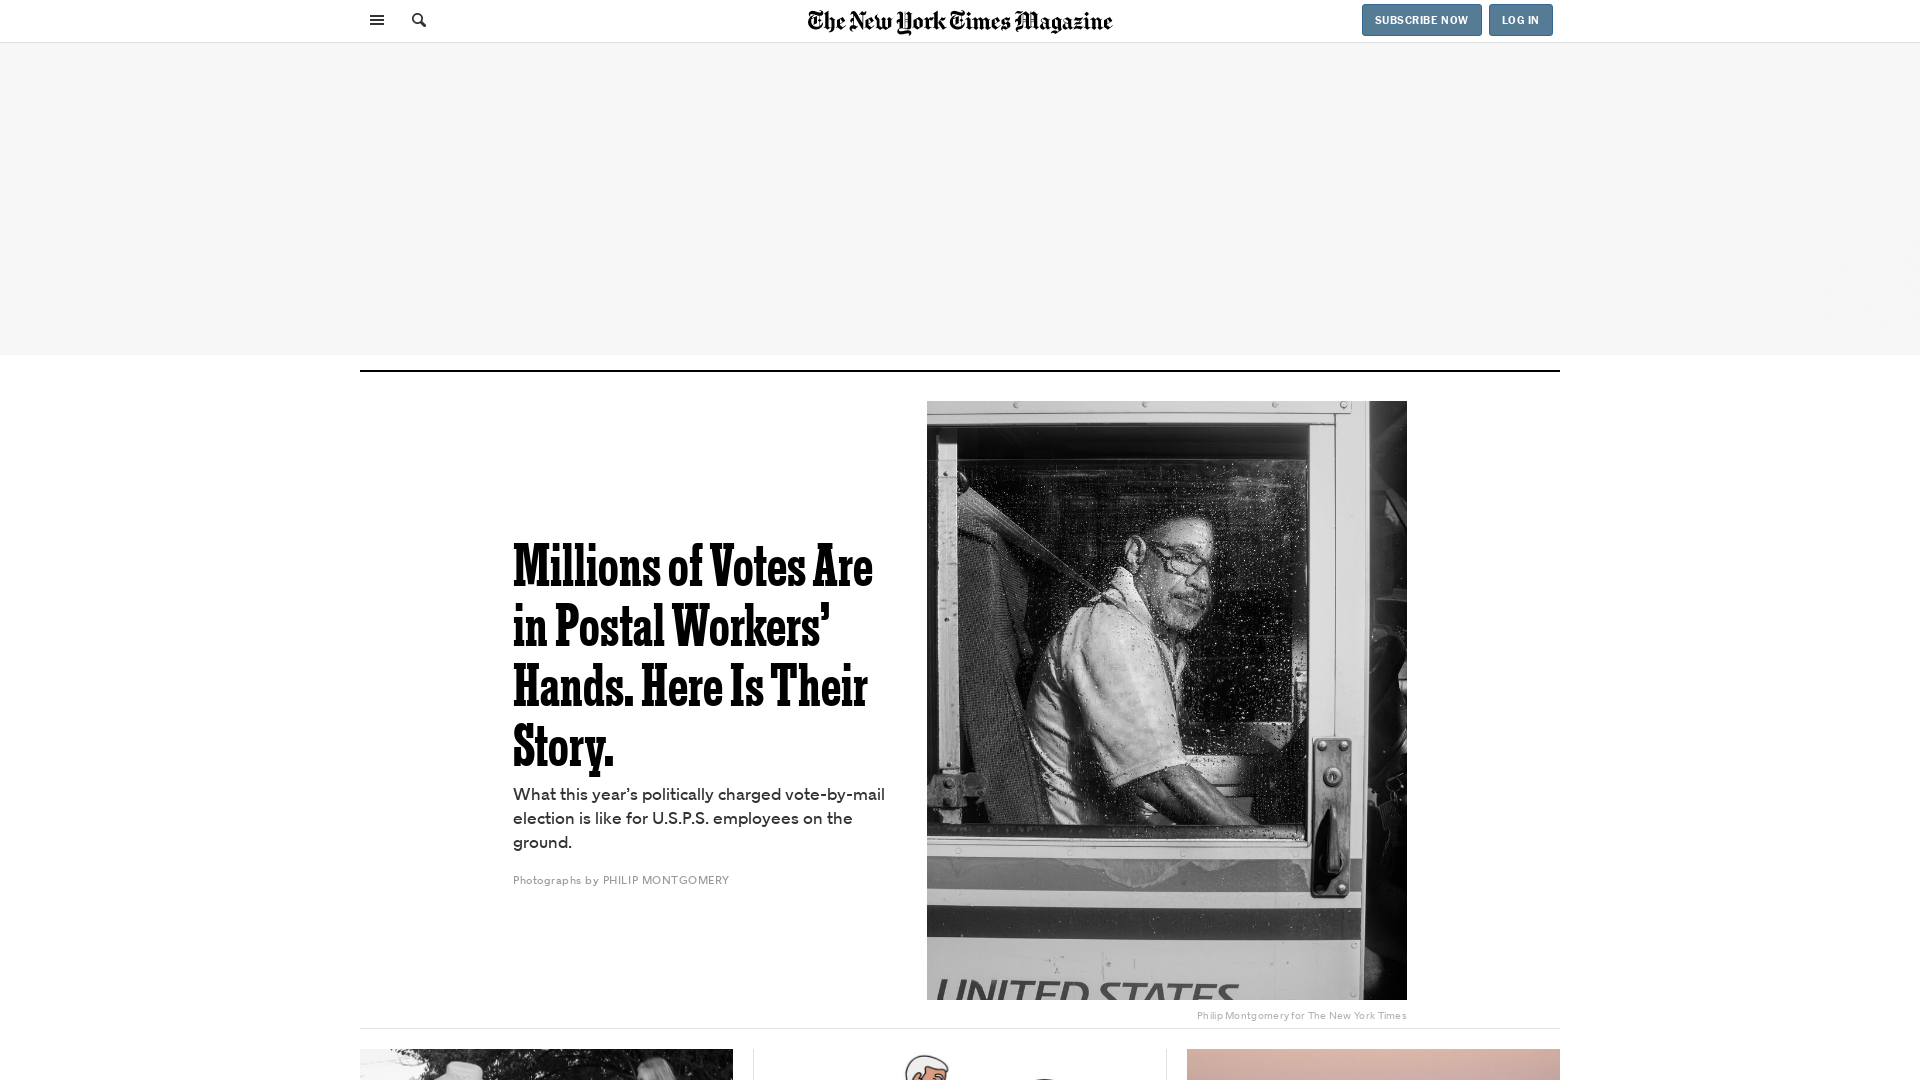 The New York Times Magazine
SUBSCRIBE NOW
LOG IN
Millions of Votes Are
in Postal Workers’
Hands. Here Is Their
Story.
What this year’s politically charged vote-by-mail
election is like for U.S.P.S. employees on the
ground.
Photographs by PHILIP MONTGOMERY
UNITED STATES
Philip Montgomery for The New York Times